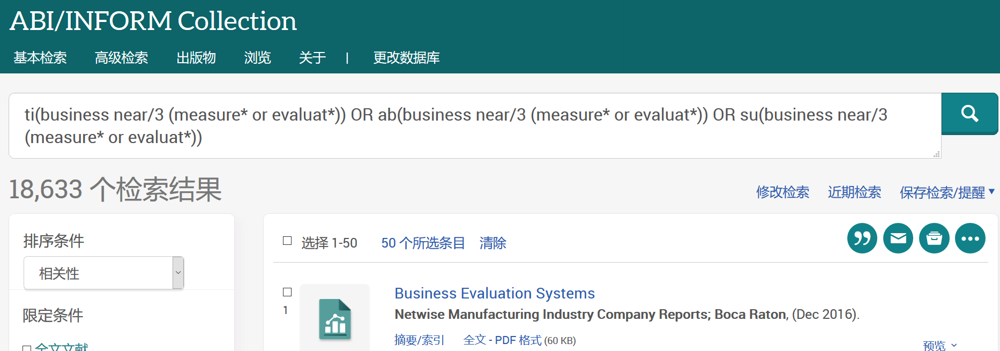 ABI/INFORM Collection
基本检索 高级检索 出版物 浏览 关于 | 更改数据库
ti(business near/3 (measure* or evaluat*)) OR ab(business near/3 (measure* or evaluat*)) OR su(business near/3
(measure* or evaluat*))
18,633 个检索结果
修改检索 近期检索 保存检索/提醒
排序条件
相关性
限定条件
全文文献
选择 1-50 50 个所选条目 清除
Business Evaluation Systems
1
Netwise Manufacturing Industry Company Reports; Boca Raton, (Dec 2016).
摘要/索引 全文 - PDF 格式 (60 KB)
预览